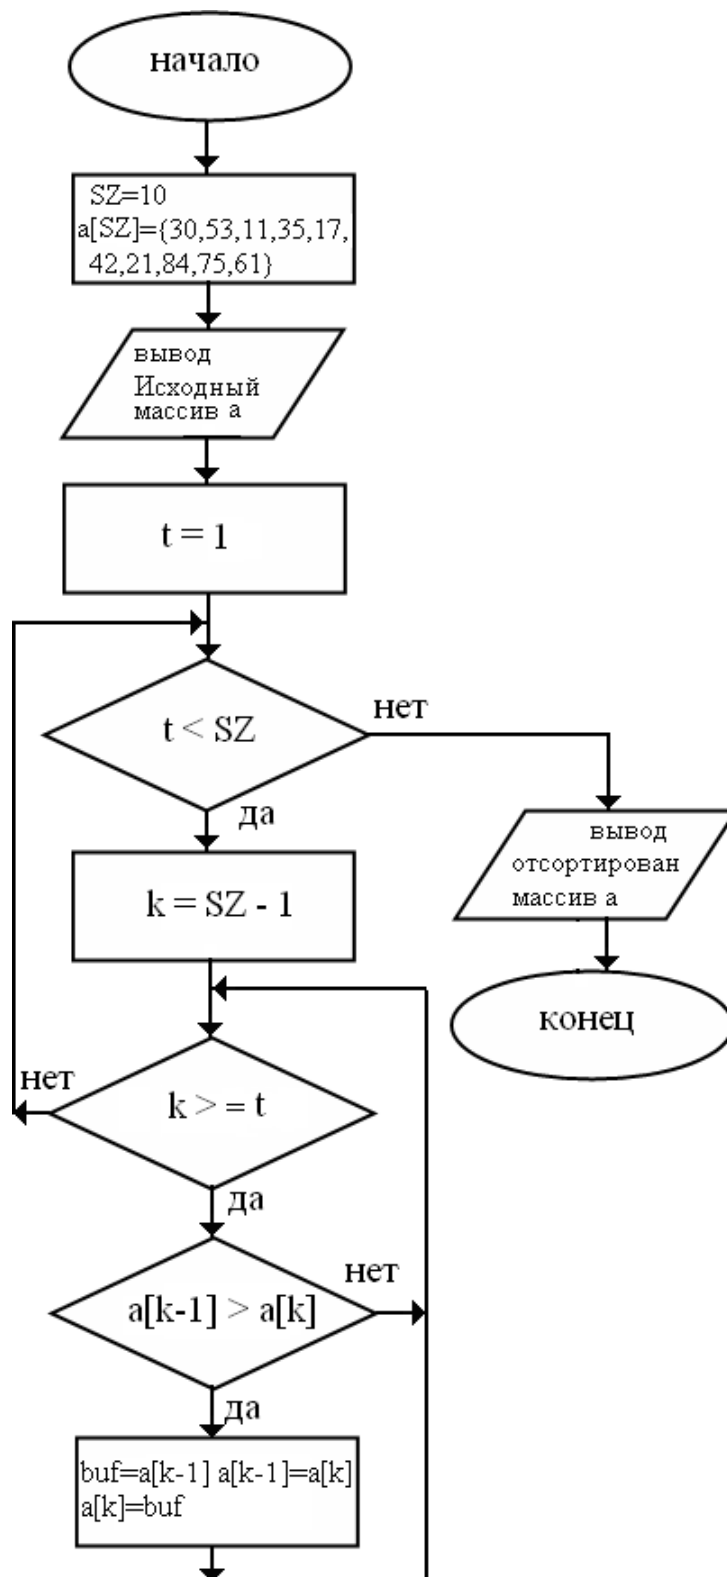 начало
SZ=10
a[SZ]={30,53,11,35,17,
42,21,84,75,61}
вывод
Исходный
массив a
t = 1
t < SZ
нет
да
k = SZ - 1
вывод
отсортирован
массив a
конец
k > = t
нет
да
a[k-1] > a[k]
нет
да
buf=a[k-1] a[k-1]=a[k]
a[k]=buf